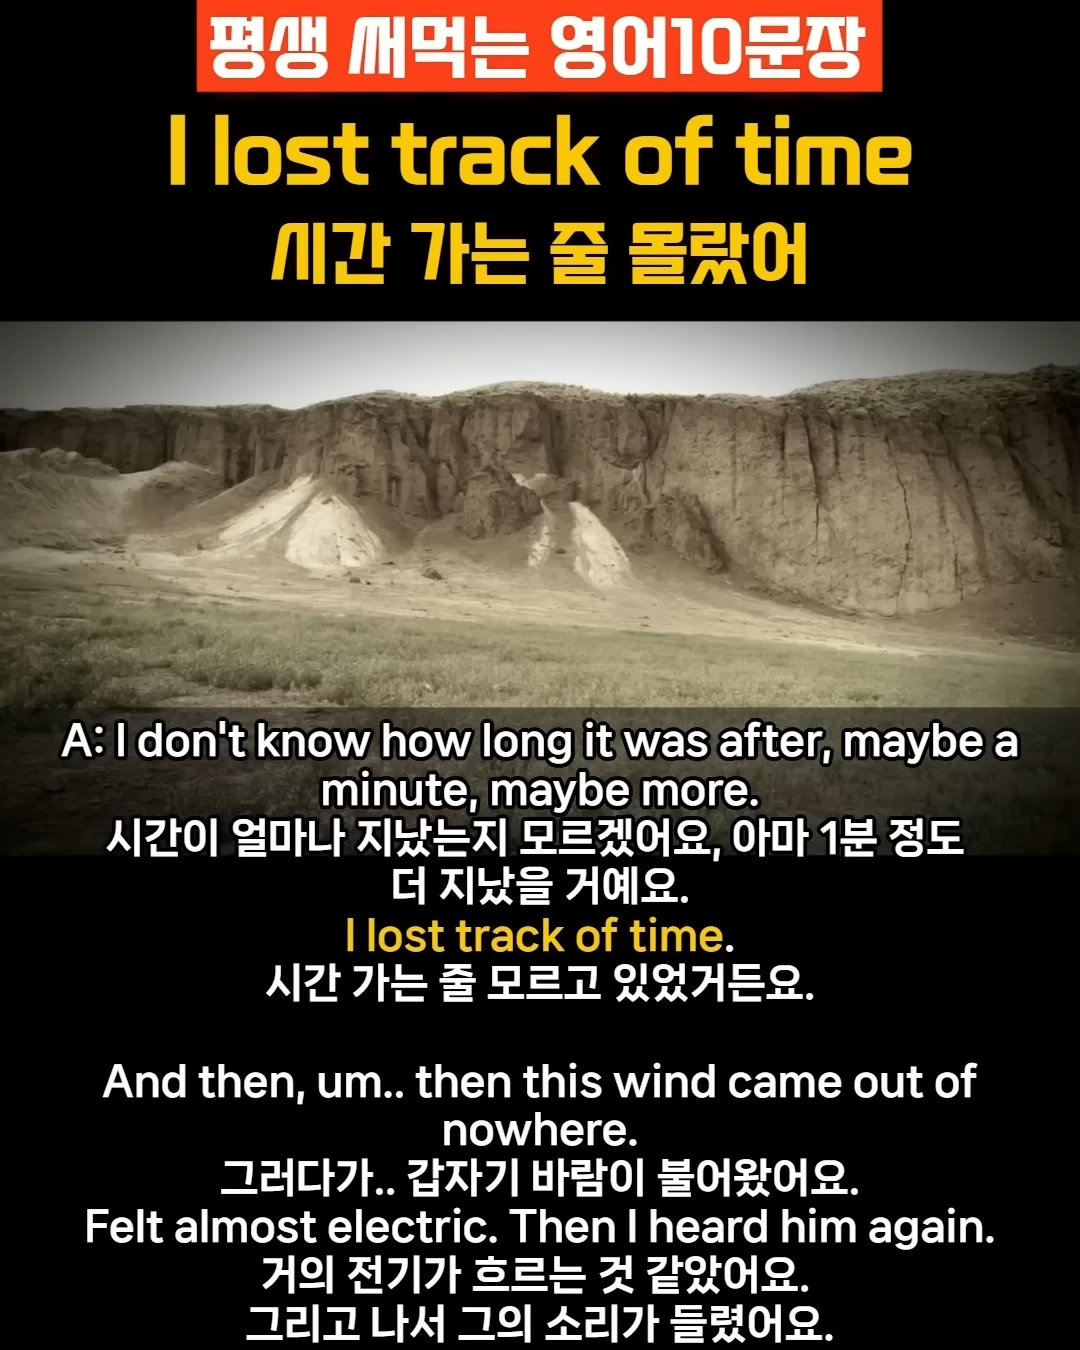 평생 써먹는 영어10문장
I lost track of time
시간 가는 줄 몰랐어
A: I don't know how long it was after, maybe a
minute, maybe more.
시간이 얼마나 지났는지 모르겠어요, 아마 1분 정도
더 지났을 거예요.
I lost track of time.
시간 가는 줄 모르고 있었거든요.
And then, um.. then this wind came out of
nowhere.
그러다가.. 갑자기 바람이 불어왔어요.
Felt almost electric. Then I heard him again.
거의 전기가 흐르는 것 같았어요.
그리고 나서 그의 소리가 들렸어요.